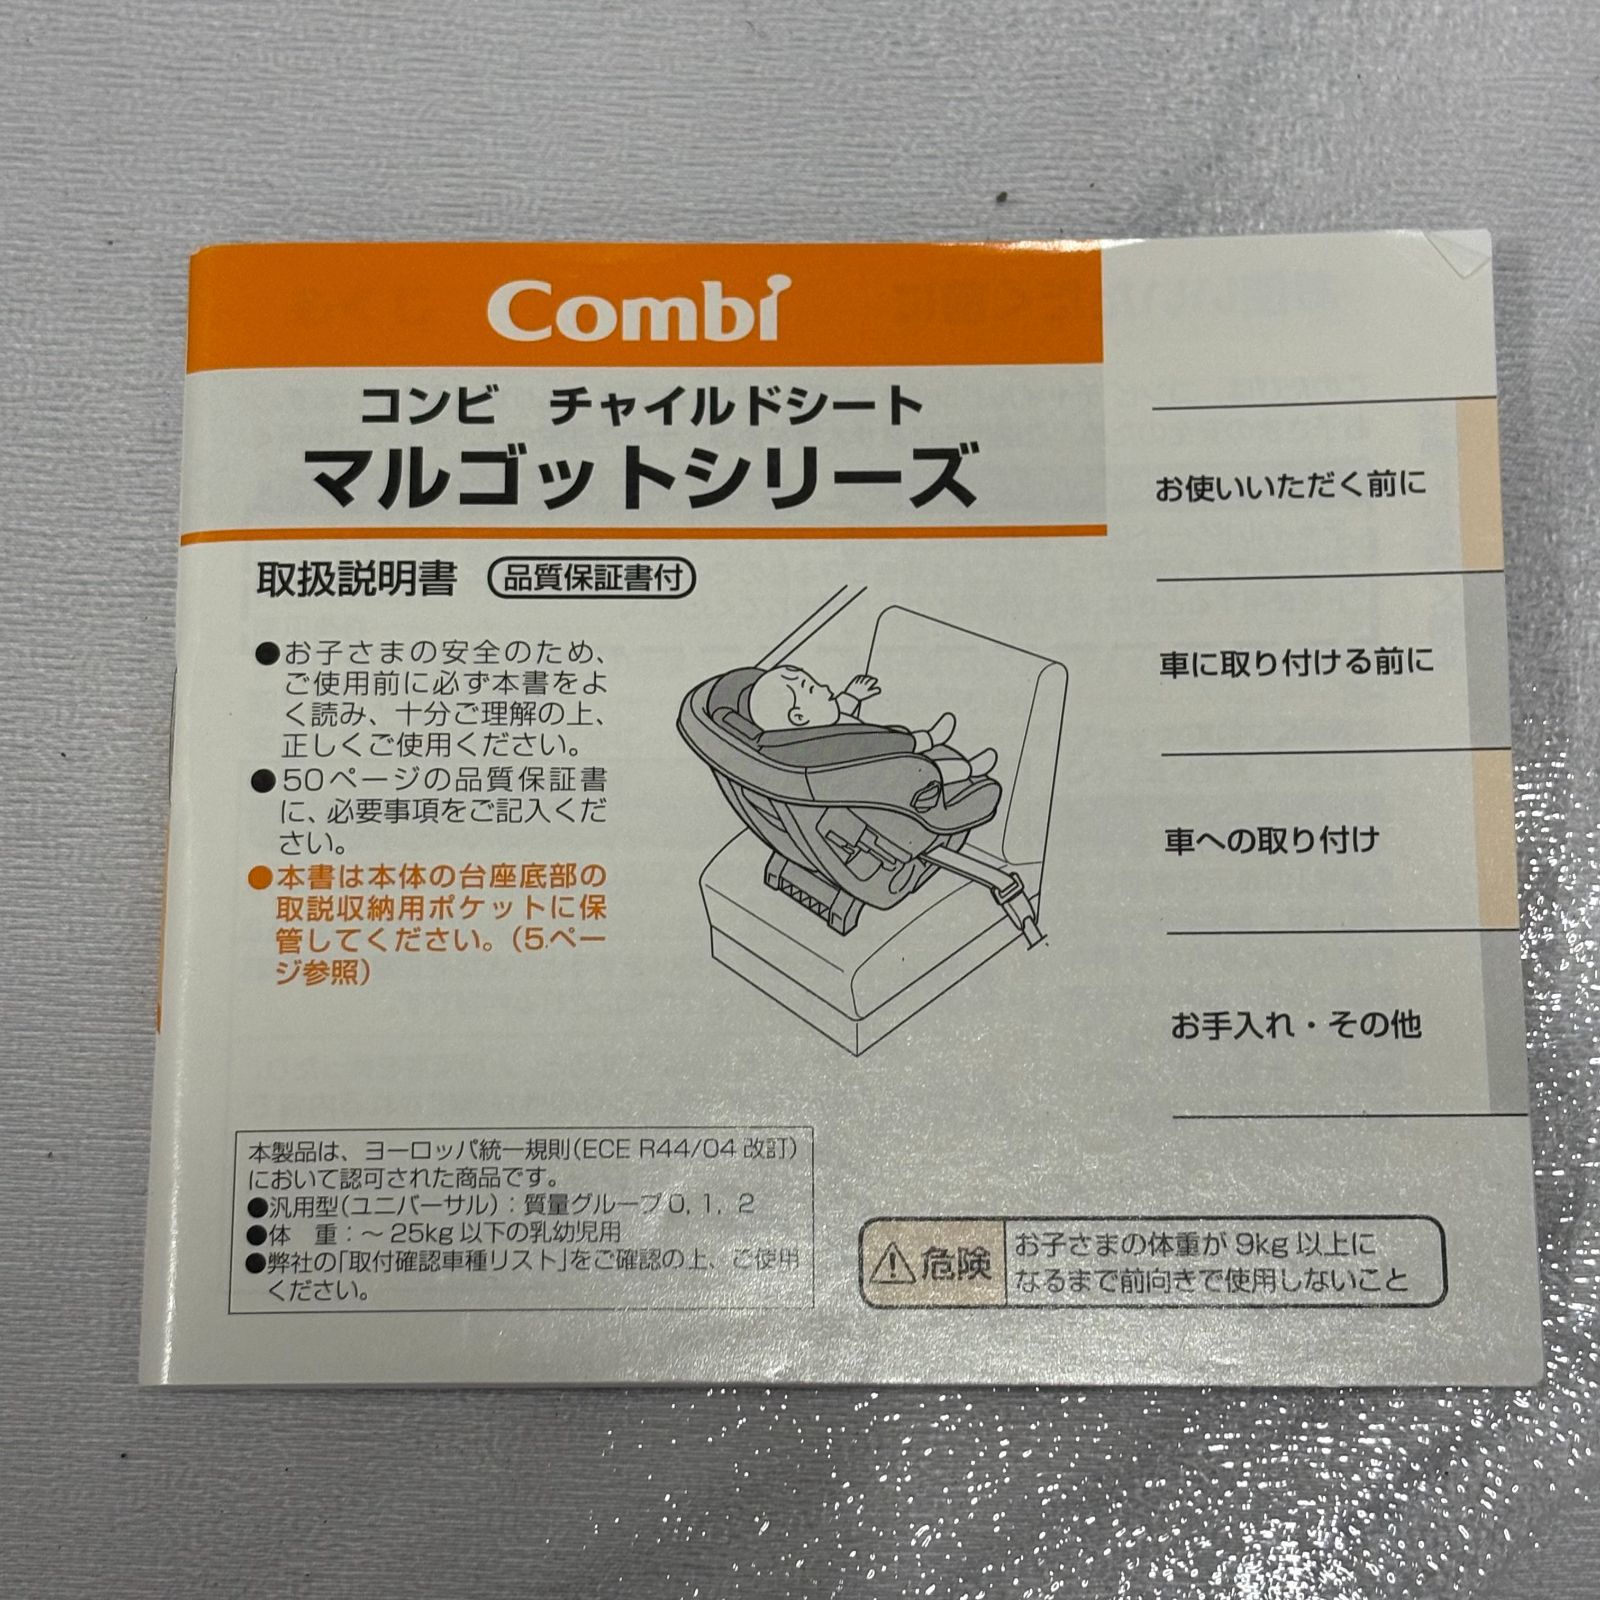 Combi
コンビ チャイルドシート
マルゴットシリーズ
取扱説明書 品質保証書付
●お子さまの安全のため、
ご使用前に必ず本書をよ
く読み、十分ご理解の上、
正しくご使用ください。
●50ページの品質保証書
に、必要事項をご記入くだ
さい。
●本書は本体の台座底部の
取説収納用ポケットに保
管してください。(5ペー
ジ参照)
本製品は、ヨーロッパ統一規則(ECE R44/04 改訂)
において認可された商品です。
●汎用型(ユニバーサル):質量グループ0, 1, 2
●体 重:~25kg以下の乳幼児用
●弊社の「取付確認車種リスト」をご確認の上、ご使用
ください。
お使いいただく前に
車に取り付ける前に
車への取り付け
お手入れ・その他
危険
お子さまの体重が9kg以上に
なるまで前向きで使用しないこと